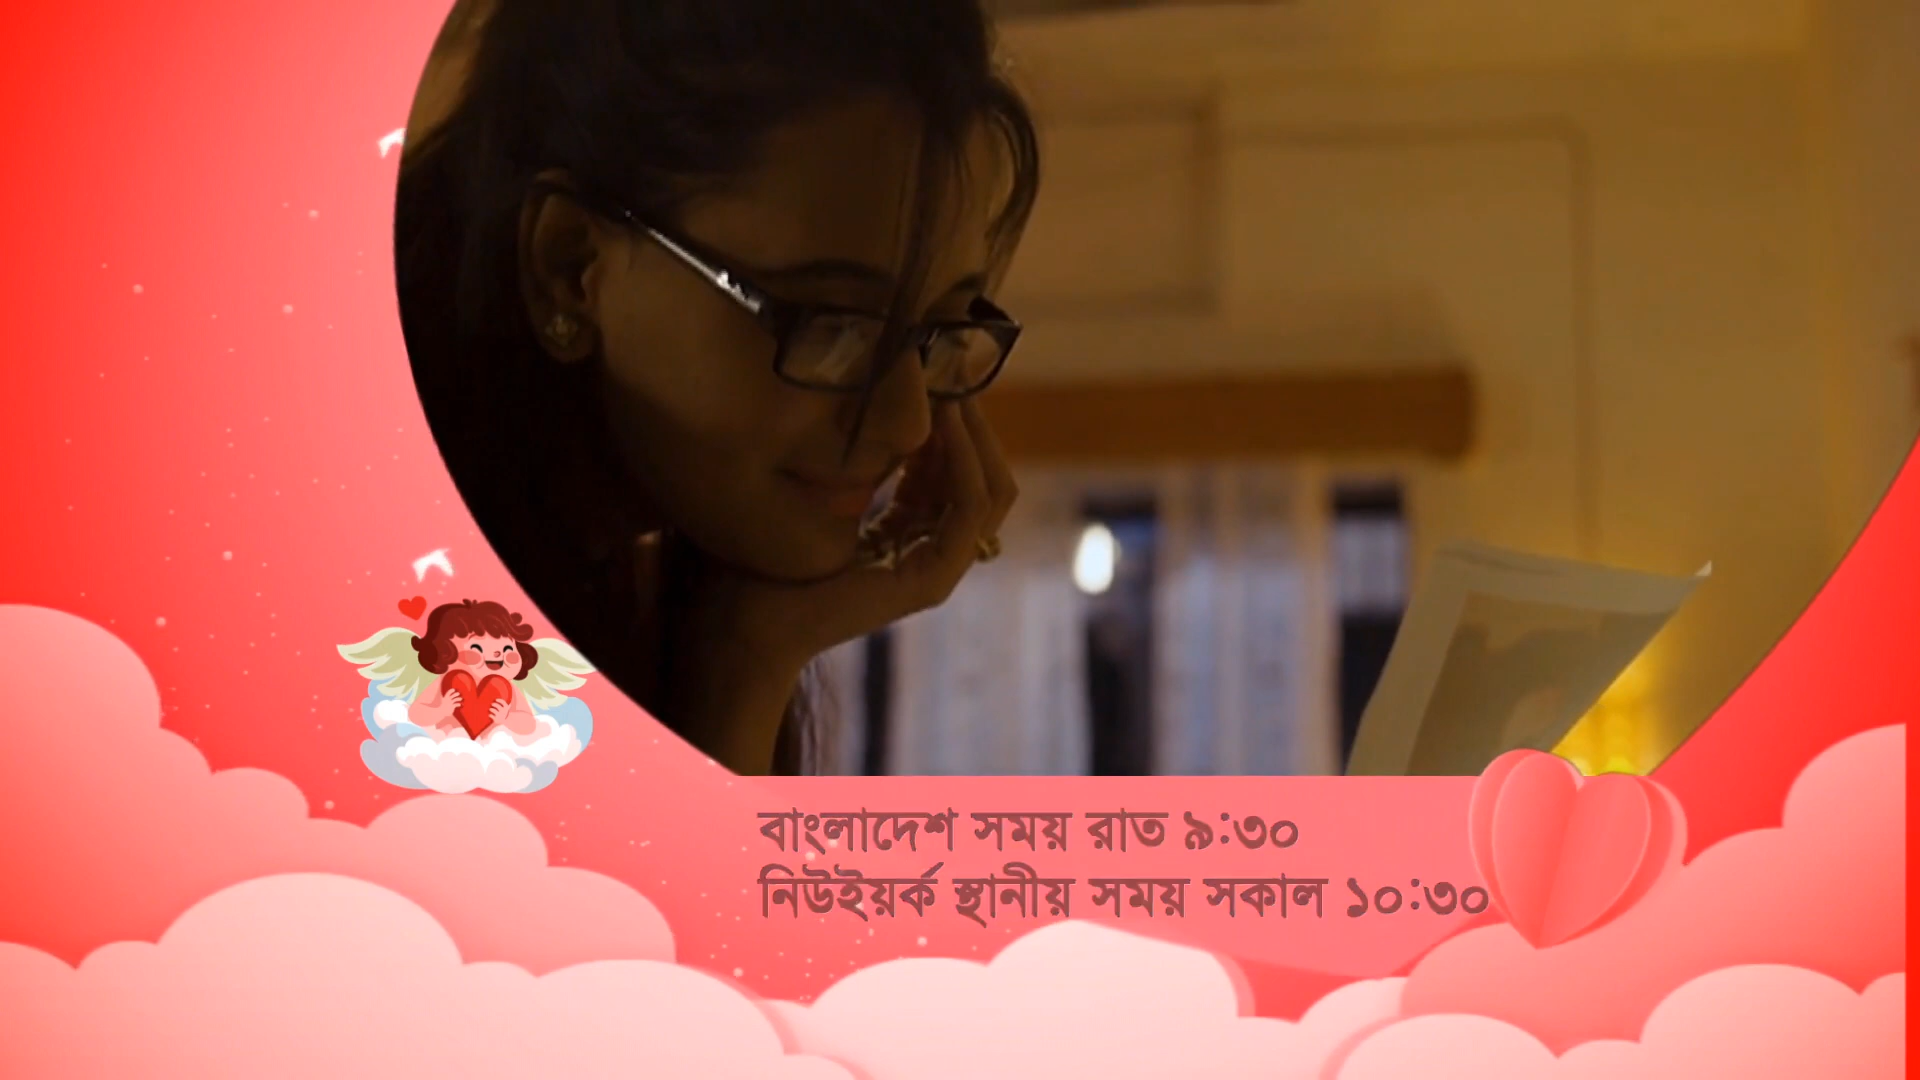 বাংলাদেশ সময় রাত ৯:৩০
নিউইয়র্ক স্থানীয় সময় সকাল ১০:৩০